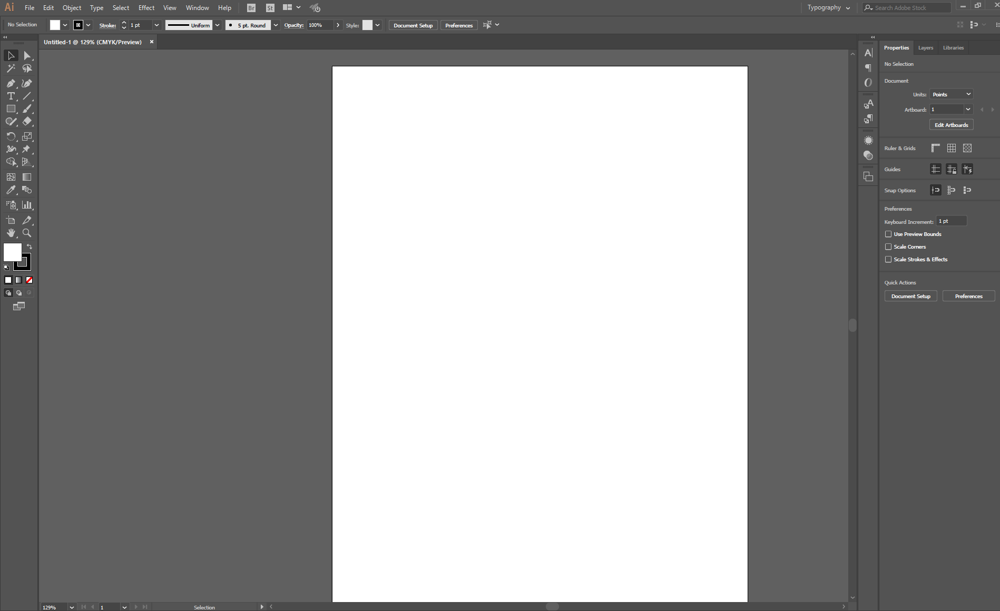 Ai File Edit Object Type Select Effect View Window Help Br St Typography Search Adobe Stock
No Selection Stroke: 1 pt Uniform 5 pt. Round Opacity: 100% Style: Document Setup Preferences
Untitled-1 @ 129% (CMYK/Preview)
Properties Layers Libraries
No Selection
Document
Units: Points
Artboard: 1
Edit Artboards
Ruler & Grids
Guides
Snap Options
Preferences
Keyboard Increment: 1 pt
Use Preview Bounds
Scale Corners
Scale Strokes & Effects
Quick Actions
Document Setup Preferences
129% 1 Selection